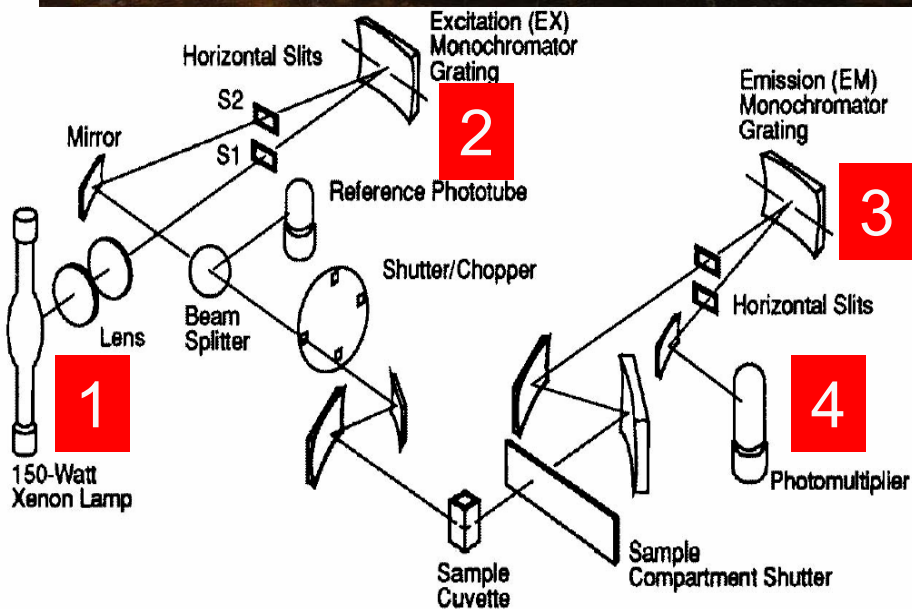 Excitation (EX)
Monochromator
Grating
Horizontal Slits
S2
S1
Mirror
2
Reference Phototube
Emission (EM)
Monochromator
Grating
3
Shutter/Chopper
Horizontal Slits
Beam
Splitter
Lens
1
4
150-Watt
Xenon Lamp
Photomultiplier
Sample
Compartment Shutter
Sample
Cuvette